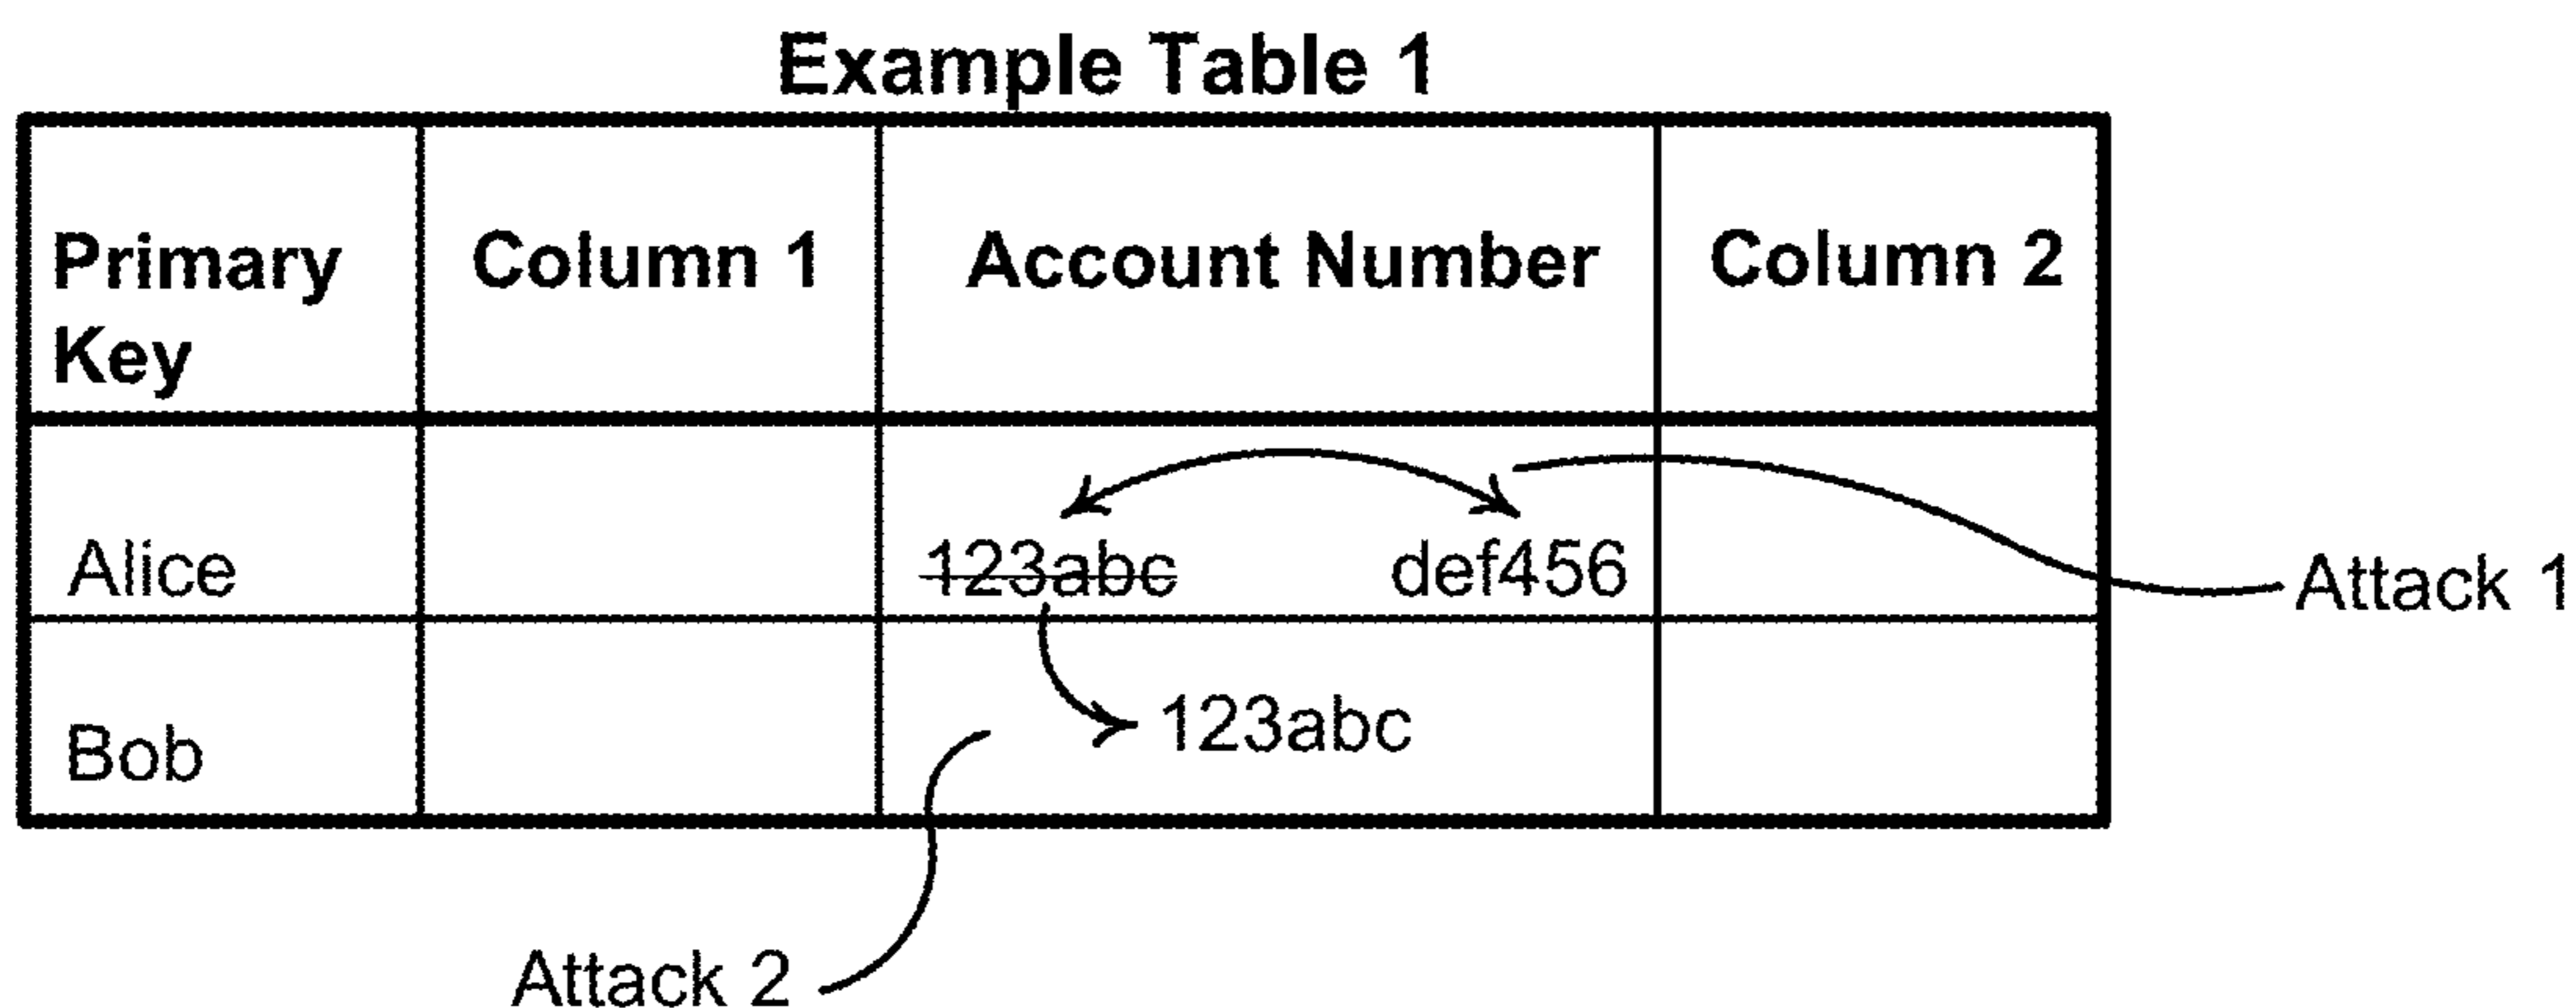 Example Table 1
Primary Key Column 1 Account Number Column 2
Alice 123abc def456
Attack 1
Bob 123abc
Attack 2